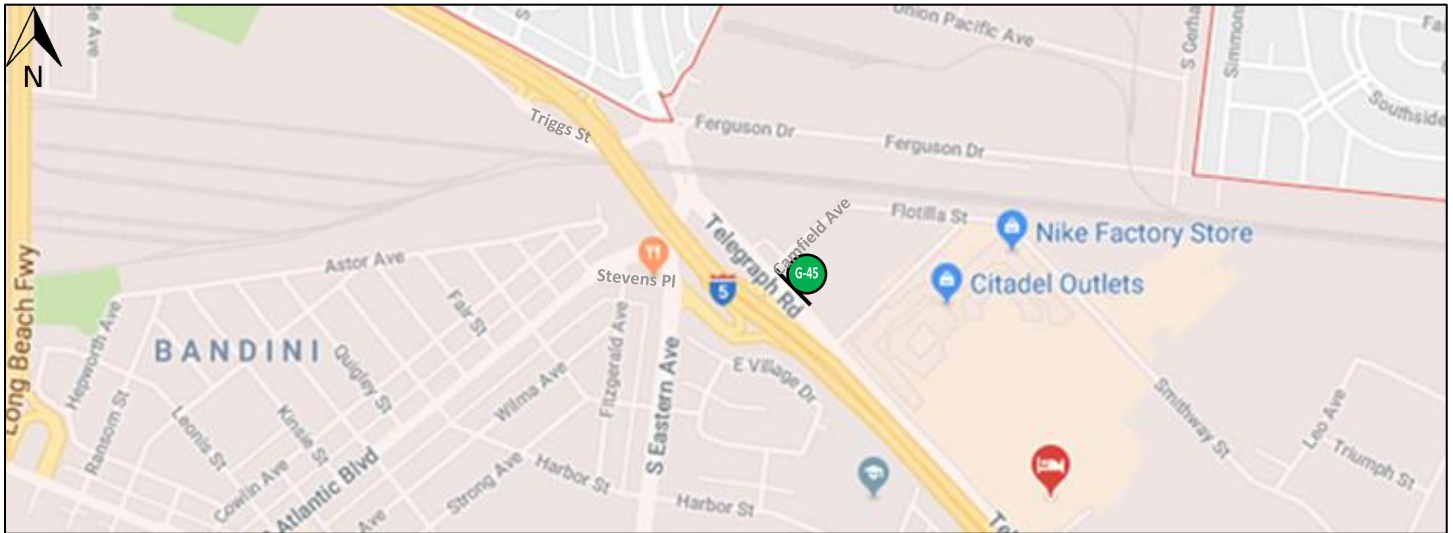 N
S
Union Pacific Ave
S Gerha
Simmons
Southside
Triggs St
Ferguson Dr
Ferguson Dr
Telegraph Rd
Camfield Ave
Flotilla St
Nike Factory Store
G-45
Citadel Outlets
5
Stevens Pl
Astor Ave
Long Beach Fwy
Hepworth Ave
BANDINI
Fair St
Quigley St
Fitzgerald Ave
S Eastern Ave
E Village Dr
Wilma Ave
Ransom St
Leonis St
Kinsie St
Cowlin Ave
Atlantic Blvd
Ave
Strong Ave
Harbor St
Harbor St
Smithway St
Leo Ave
Triumph St